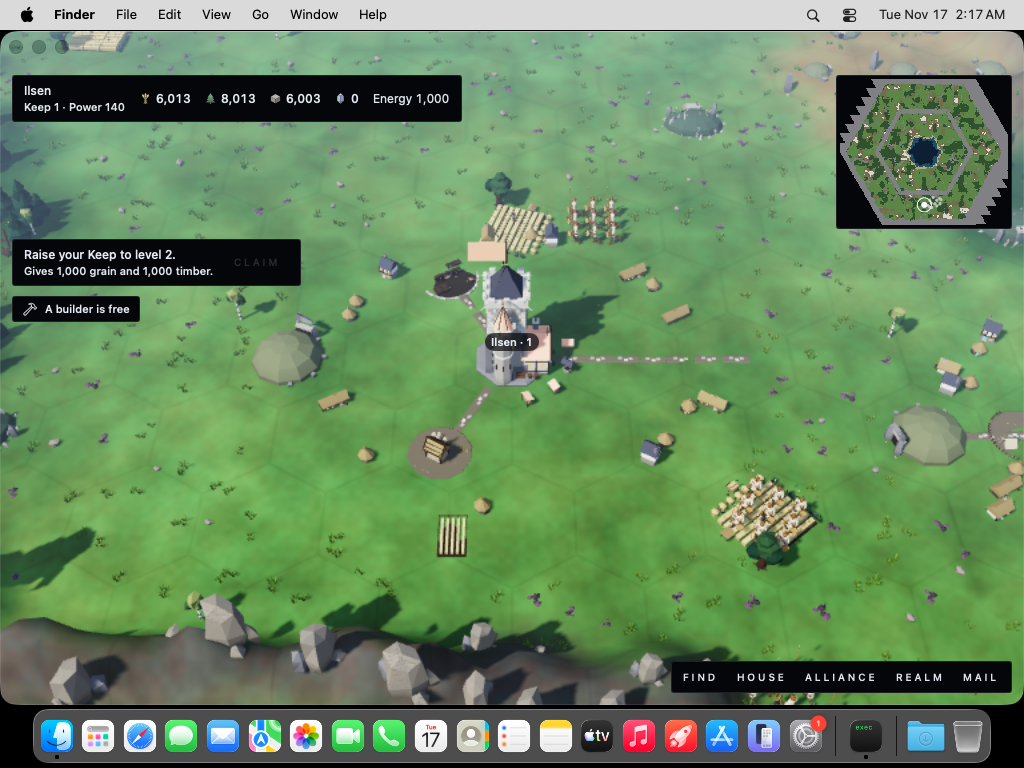 Finder File Edit View Go Window Help Tue Nov 17 2:17 AM
Ilsen
Keep 1 · Power 140
6,013 8,013 6,003 0 Energy 1,000
Raise your Keep to level 2.
Gives 1,000 grain and 1,000 timber.
CLAIM
A builder is free
Ilsen · 1
FIND HOUSE ALLIANCE REALM MAIL
Tue
17
tv
1
exec